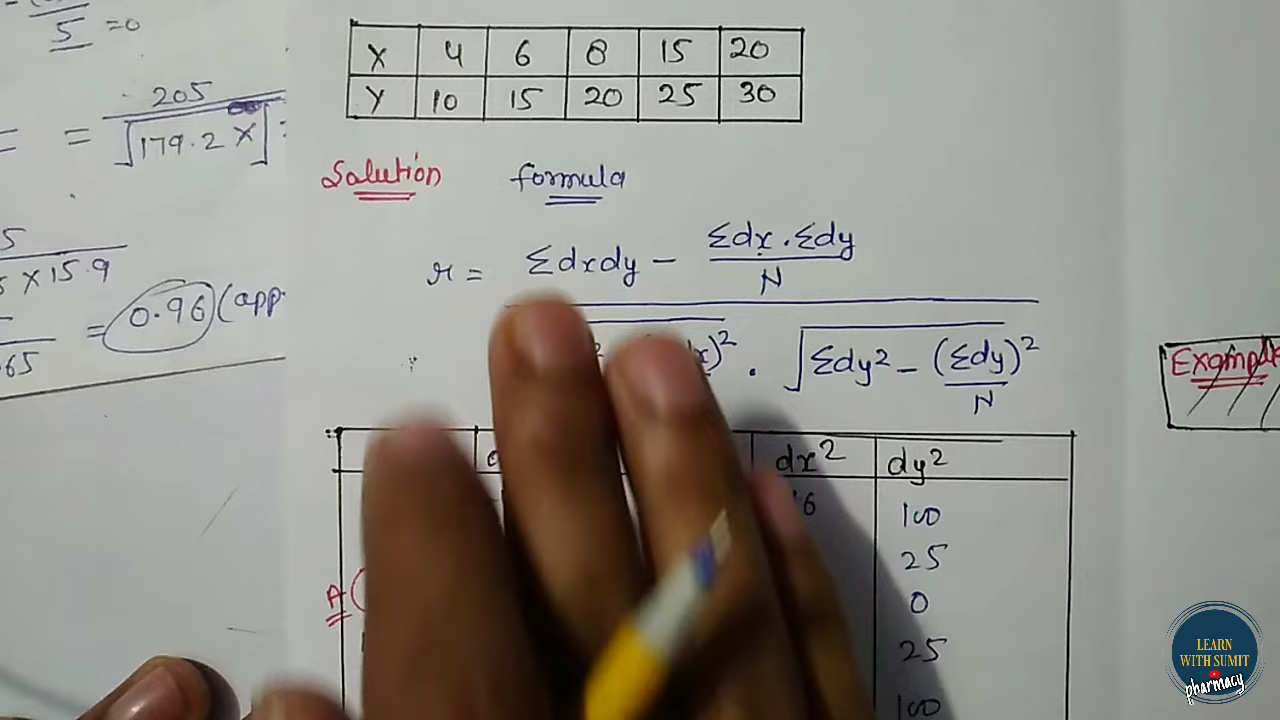 5 =0
205
= √179.2 X
5
X 15.9
= 0.96 (app
.65
X 4 6 8 15 20
Y 10 15 20 25 30
Solution formula
r = Σdxdy - Σdx.Σdy
N
)² . √Σdy² - (Σdy)²
N
dx² dy²
16 100
25
A ( 0
25
100
Example
LEARN
WITH SUMIT
pharmacy